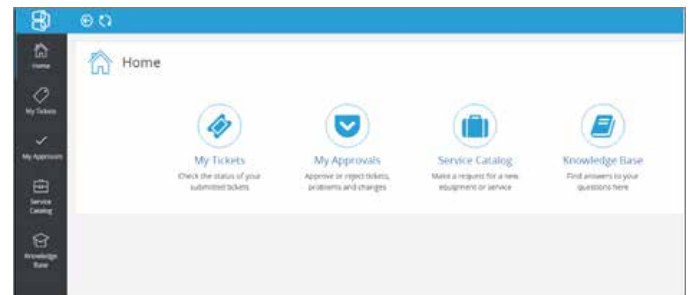 Home
Home
My Tickets
My Approvals
Service
Catalog
Knowledge
Base
My Tickets
Check the status of your
submitted tickets
My Approvals
Approve or reject tickets,
problems and changes
Service Catalog
Make a request for a new
equipment or service
Knowledge Base
Find answers to your
questions here